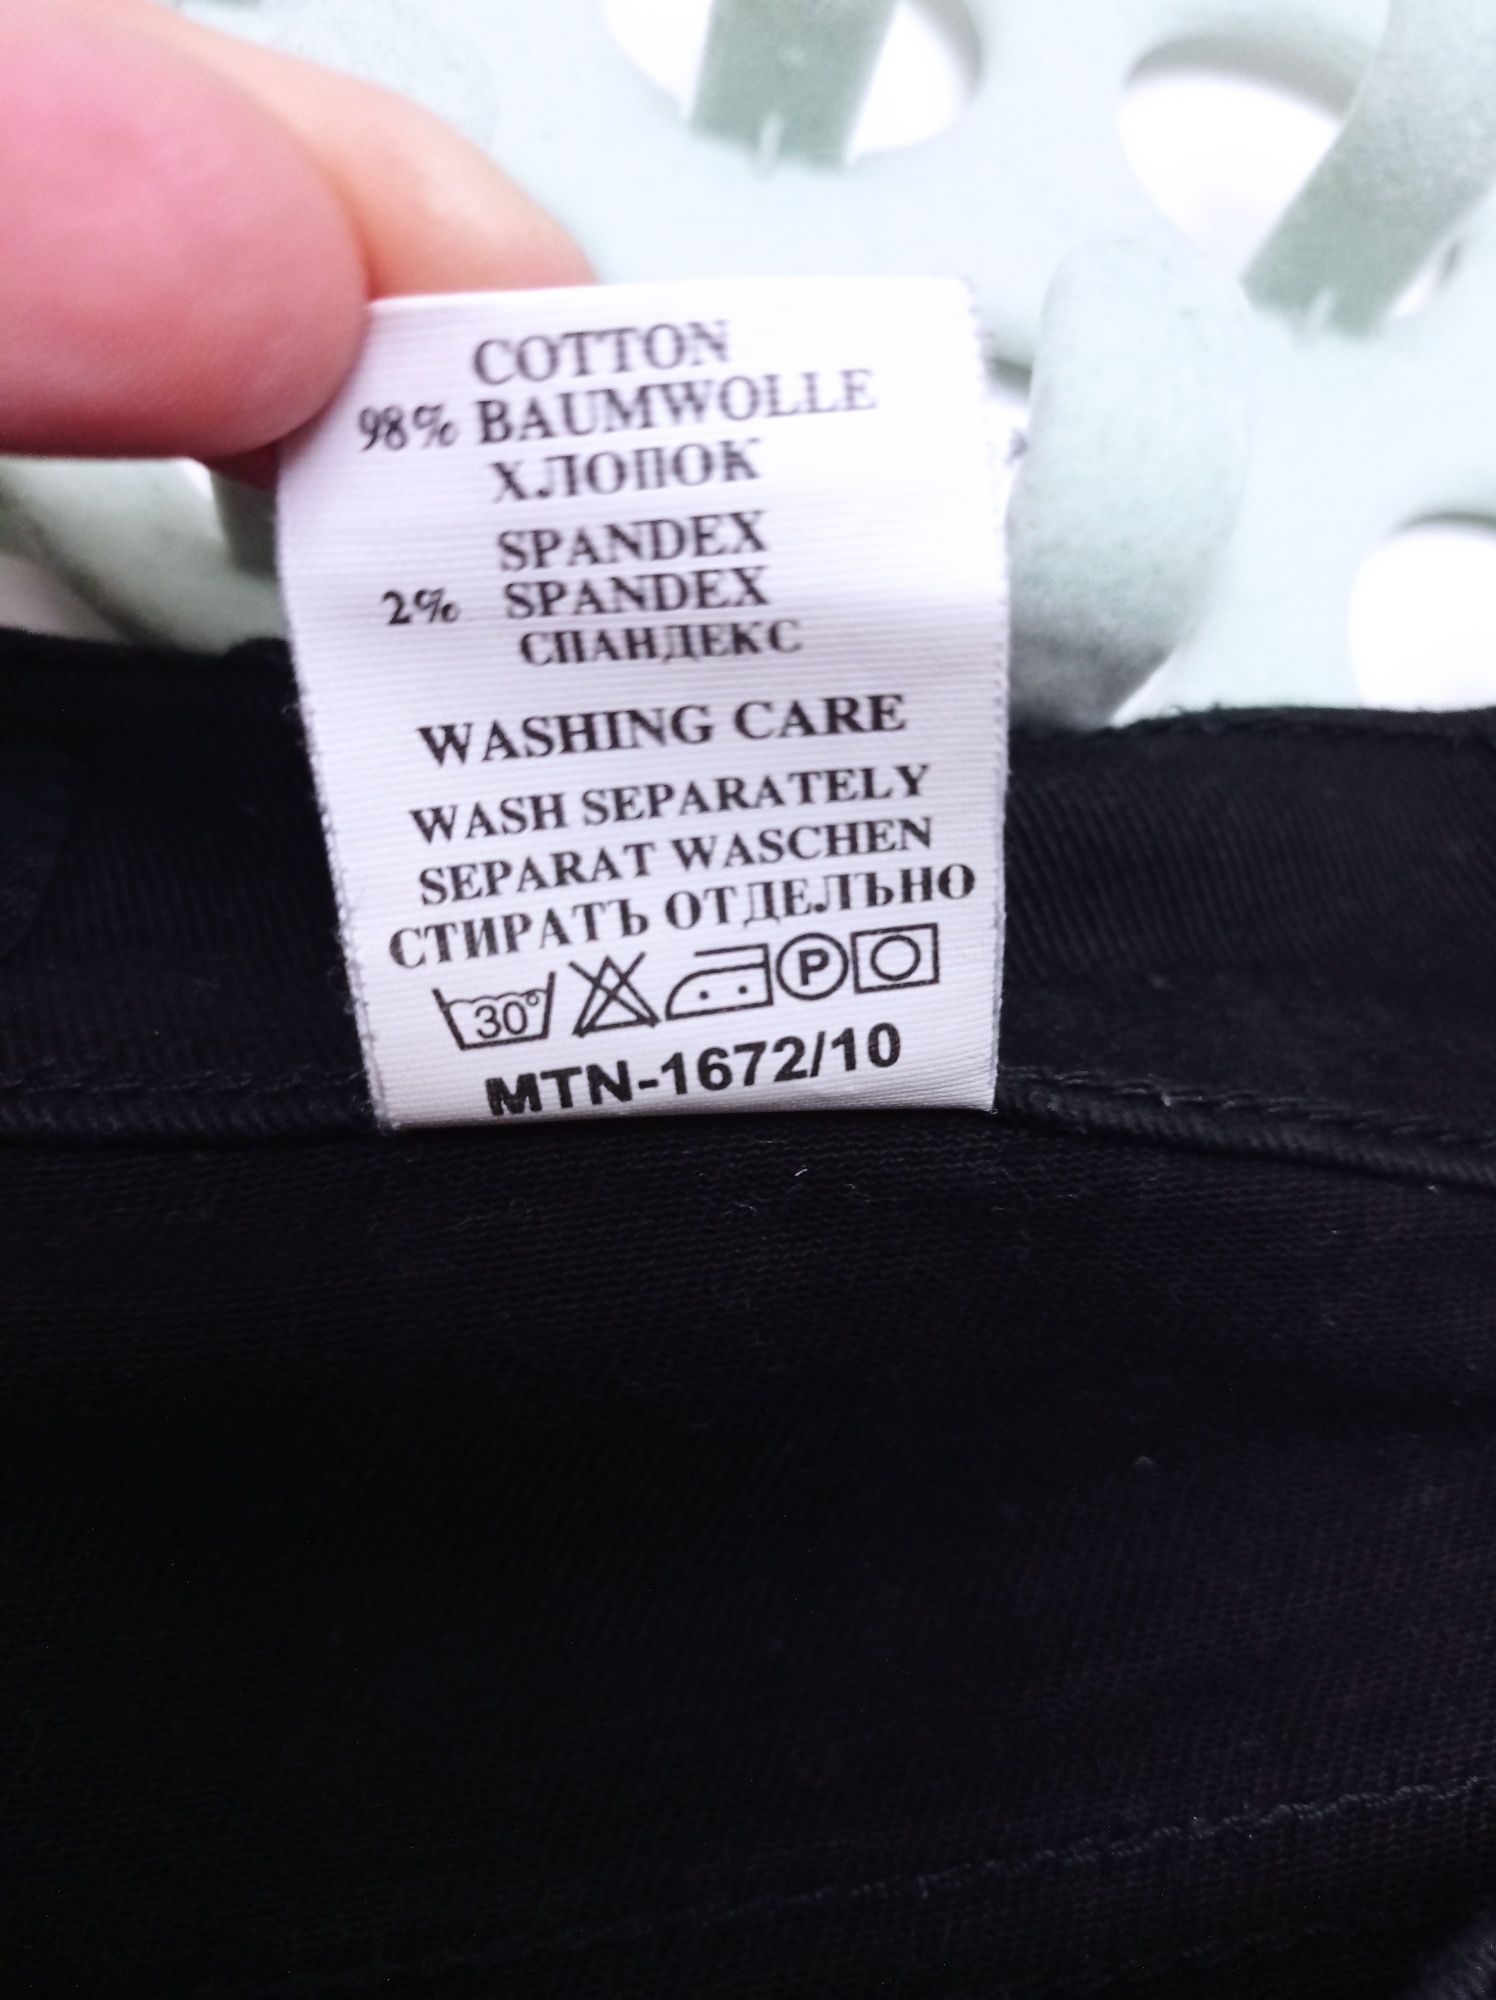 COTTON
98% BAUMWOLLE
ХЛОПОК
SPANDEX
2% SPANDEX
СПАНДЕКС
WASHING CARE
WASH SEPARATELY
SEPARAT WASCHEN
СТИРАТЪ ОТДЕЛЪНО
30° P
MTN-1672/10